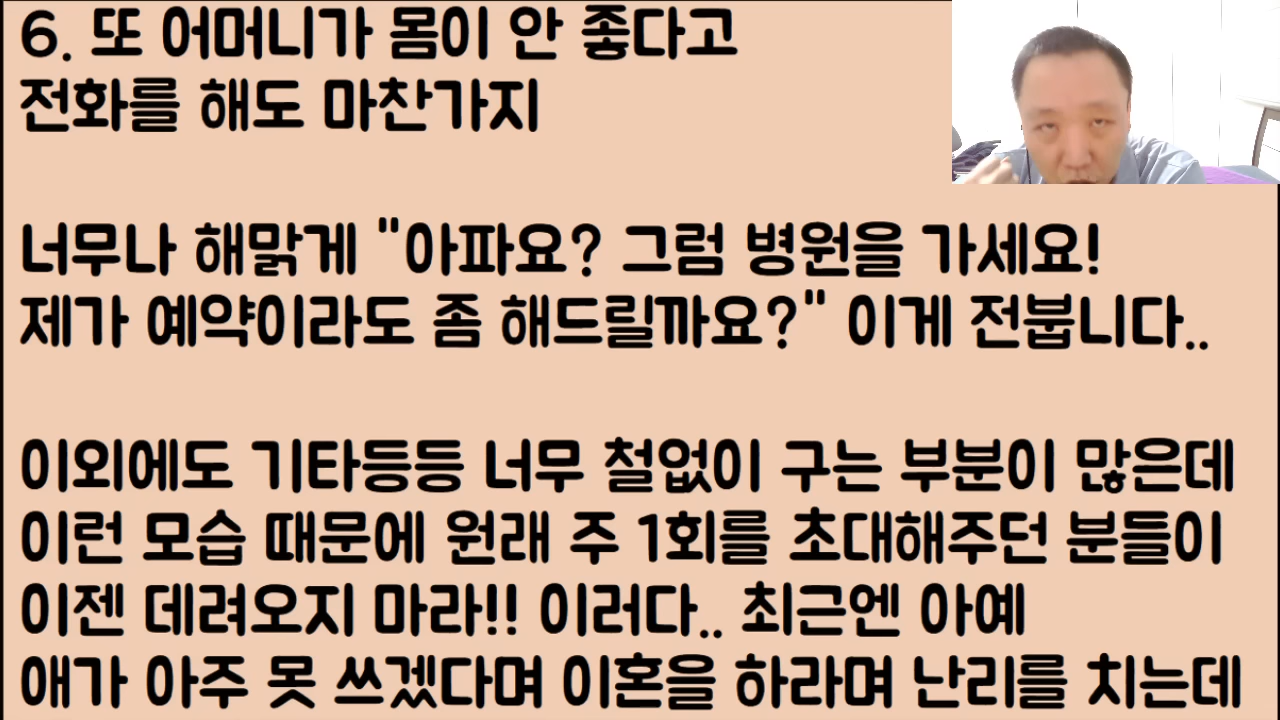 6. 또 어머니가 몸이 안 좋다고
전화를 해도 마찬가지
너무나 해맑게 "아파요? 그럼 병원을 가세요!
제가 예약이라도 좀 해드릴까요?" 이게 전붑니다..
이외에도 기타등등 너무 철없이 구는 부분이 많은데
이런 모습 때문에 원래 주 1회를 초대해주던 분들이
이젠 데려오지 마라!! 이러다.. 최근엔 아예
애가 아주 못 쓰겠다며 이혼을 하라며 난리를 치는데